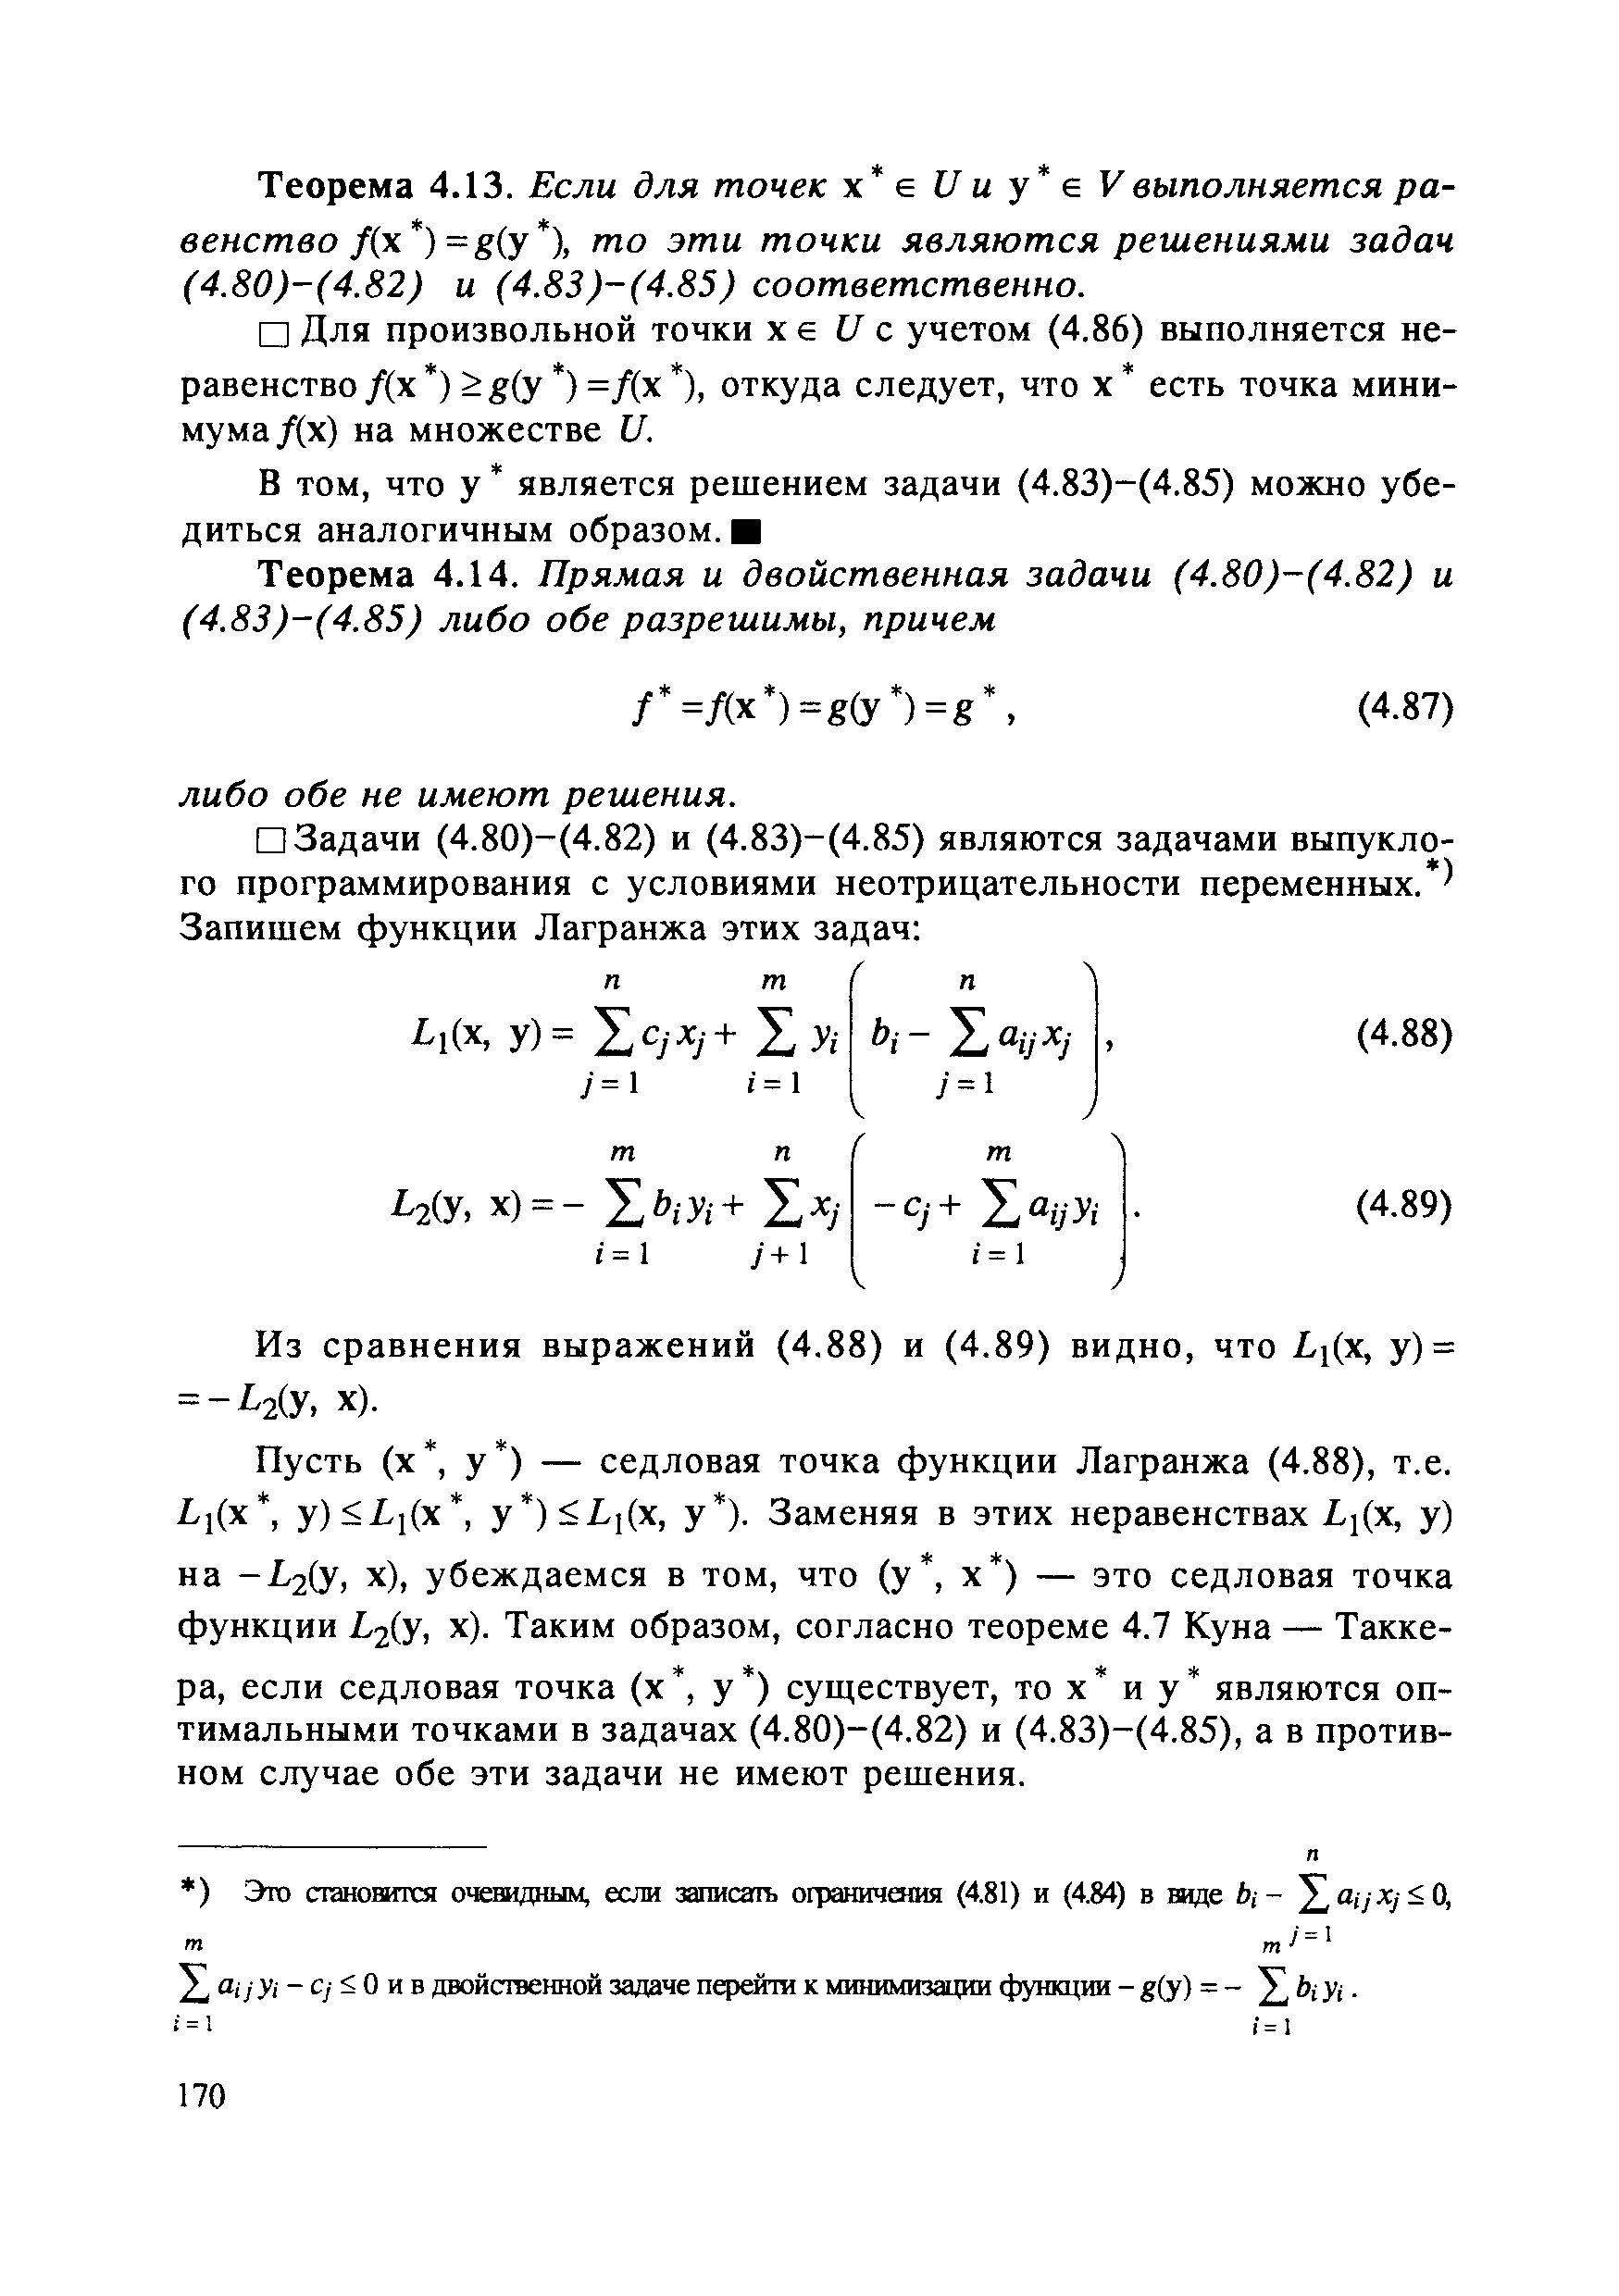 Теорема 4.13. Если для точек x* ∈ U и y* ∈ V выполняется ра-
венство f(x*) = g(y*), то эти точки являются решениями задач
(4.80)–(4.82) и (4.83)–(4.85) соответственно.
□ Для произвольной точки x ∈ U с учетом (4.86) выполняется не-
равенство f(x*) ≥ g(y*) = f(x*), откуда следует, что x* есть точка мини-
мума f(x) на множестве U.
В том, что y* является решением задачи (4.83)–(4.85) можно убе-
диться аналогичным образом. ■
Теорема 4.14. Прямая и двойственная задачи (4.80)–(4.82) и
(4.83)–(4.85) либо обе разрешимы, причем
f* = f(x*) = g(y*) = g*, (4.87)
либо обе не имеют решения.
□ Задачи (4.80)–(4.82) и (4.83)–(4.85) являются задачами выпукло-
го программирования с условиями неотрицательности переменных.*)
Запишем функции Лагранжа этих задач:
n m n
L₁(x, y) = ∑ cⱼxⱼ + ∑ yᵢ ( bᵢ − ∑ aᵢⱼxⱼ ), (4.88)
j = 1 i = 1 j = 1
m n m
L₂(y, x) = − ∑ bᵢyᵢ + ∑ xⱼ ( − cⱼ + ∑ aᵢⱼyᵢ ). (4.89)
i = 1 j + 1 i = 1
Из сравнения выражений (4.88) и (4.89) видно, что L₁(x, y) =
= − L₂(y, x).
Пусть (x*, y*) — седловая точка функции Лагранжа (4.88), т.е.
L₁(x*, y) ≤ L₁(x*, y*) ≤ L₁(x, y*). Заменяя в этих неравенствах L₁(x, y)
на − L₂(y, x), убеждаемся в том, что (y*, x*) — это седловая точка
функции L₂(y, x). Таким образом, согласно теореме 4.7 Куна — Такке-
ра, если седловая точка (x*, y*) существует, то x* и y* являются оп-
тимальными точками в задачах (4.80)–(4.82) и (4.83)–(4.85), а в против-
ном случае обе эти задачи не имеют решения.
n
*) Это становится очевидным, если записать ограничения (4.81) и (4.84) в виде bᵢ − ∑ aᵢⱼxⱼ ≤ 0,
j = 1
m m
∑ aᵢⱼyᵢ − cⱼ ≤ 0 и в двойственной задаче перейти к минимизации функции − g(y) = − ∑ bᵢyᵢ.
i = 1 i = 1
170